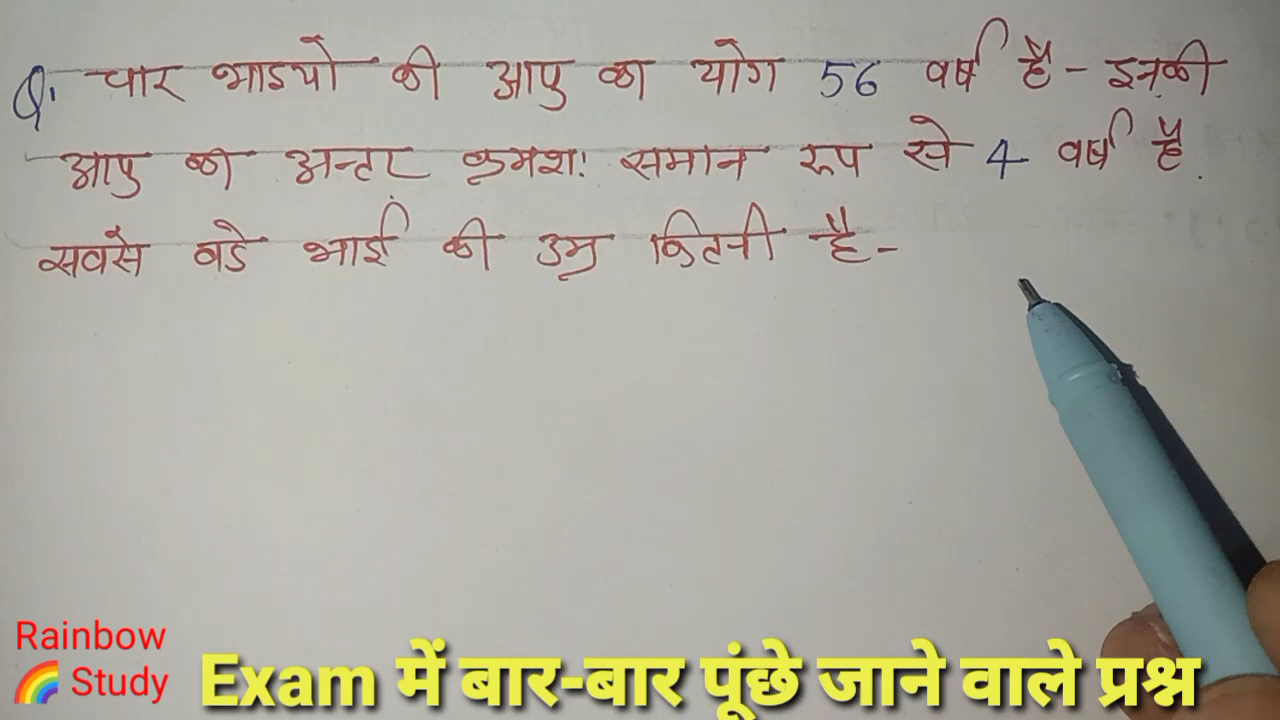 Q. चार भाइयो की आयु का योग 56 वर्ष है - इनकी
आयु का अन्तर क्रमश: समान रूप से 4 वर्ष है.
सबसे बडे भाई की उम्र कितनी है -
Rainbow
Study
Exam में बार-बार पूंछे जाने वाले प्रश्न